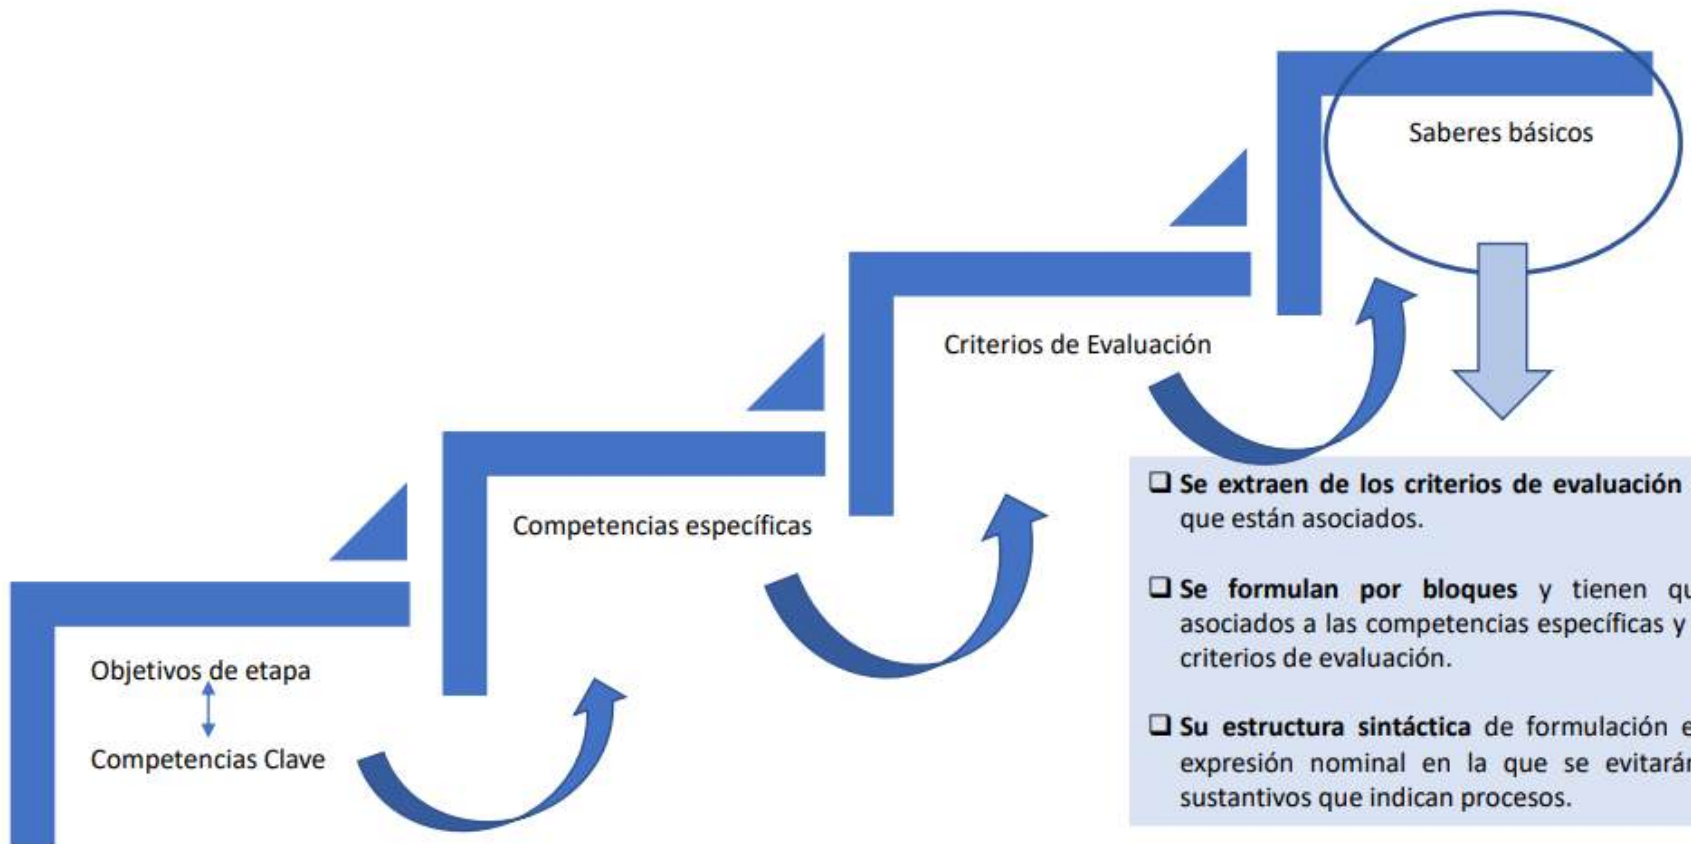 Saberes básicos
Criterios de Evaluación
Competencias específicas
Objetivos de etapa
Competencias Clave
Se extraen de los criterios de evaluación
que están asociados.
Se formulan por bloques y tienen qu
asociados a las competencias específicas y
criterios de evaluación.
Su estructura sintáctica de formulación e
expresión nominal en la que se evitarán
sustantivos que indican procesos.